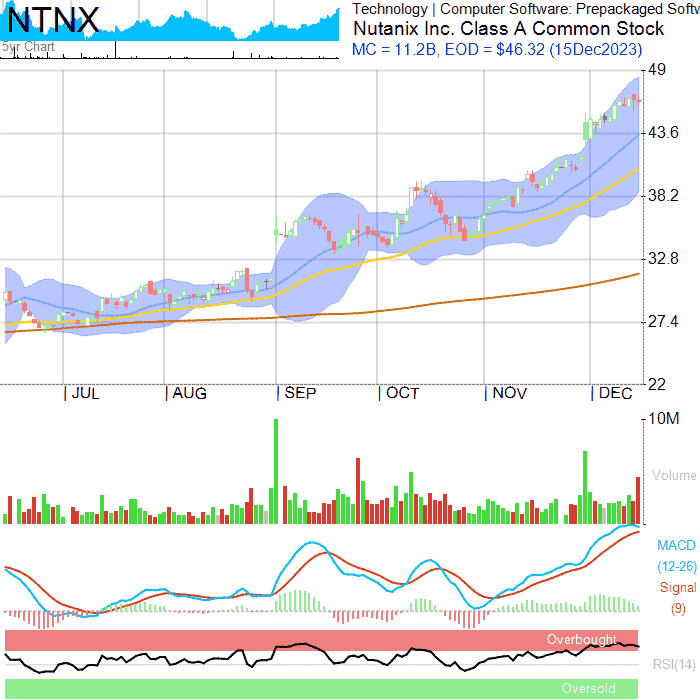 NTNX
5yr Chart
Technology | Computer Software: Prepackaged Softw
Nutanix Inc. Class A Common Stock
MC = 11.2B, EOD = $46.32 (15Dec2023)
49
43.6
38.2
32.8
27.4
22
JUL AUG SEP OCT NOV DEC
10M
Volume
MACD
(12-26)
Signal
(9)
Overbought
RSI(14)
Oversold